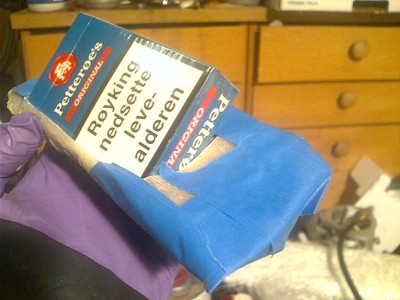 Petterøe's
ORIGINAL
Røyking
nedsette
leve-
alderen
Petterøe's
ORIGINAL